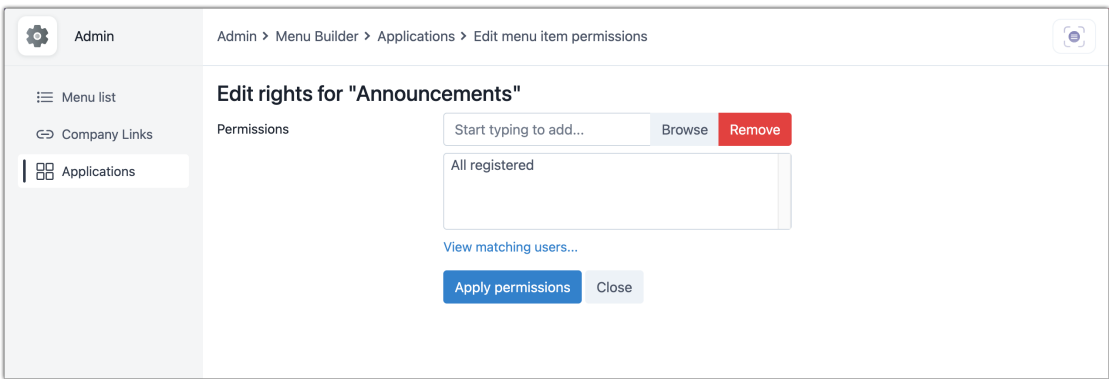 Admin
Admin > Menu Builder > Applications > Edit menu item permissions
Menu list
Company Links
Applications
Edit rights for "Announcements"
Permissions
Start typing to add...
Browse
Remove
All registered
View matching users...
Apply permissions
Close